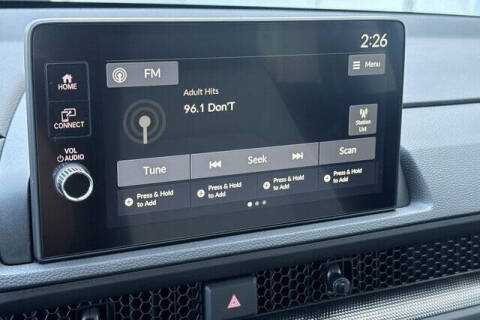 2:26
HOME
FM
Menu
Adult Hits
96.1 Don'T
CONNECT
Station
List
VOL
AUDIO
Tune
Seek
Scan
Press & Hold
to Add
Press & Hold
to Add
Press & Hold
to Add
Press & Hold
to Add